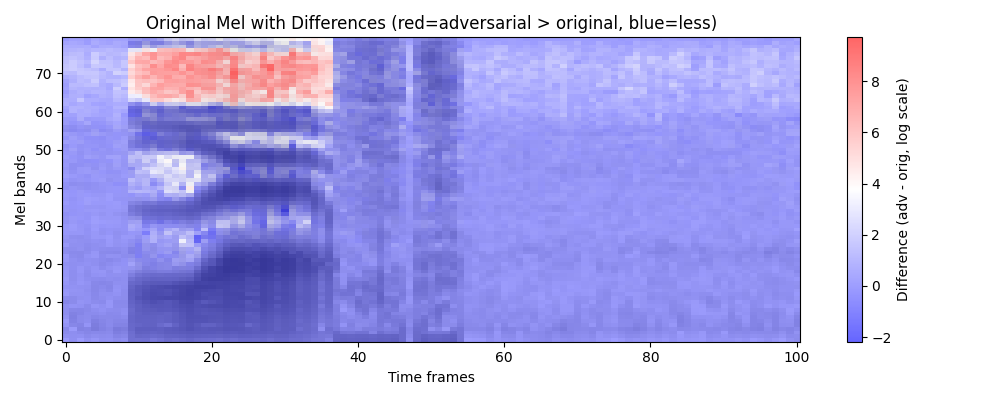 Original Mel with Differences (red=adversarial > original, blue=less)
Mel bands
70
60
50
40
30
20
10
0
0 20 40 60 80 100
Time frames
8
6
4
2
0
−2
Difference (adv - orig, log scale)